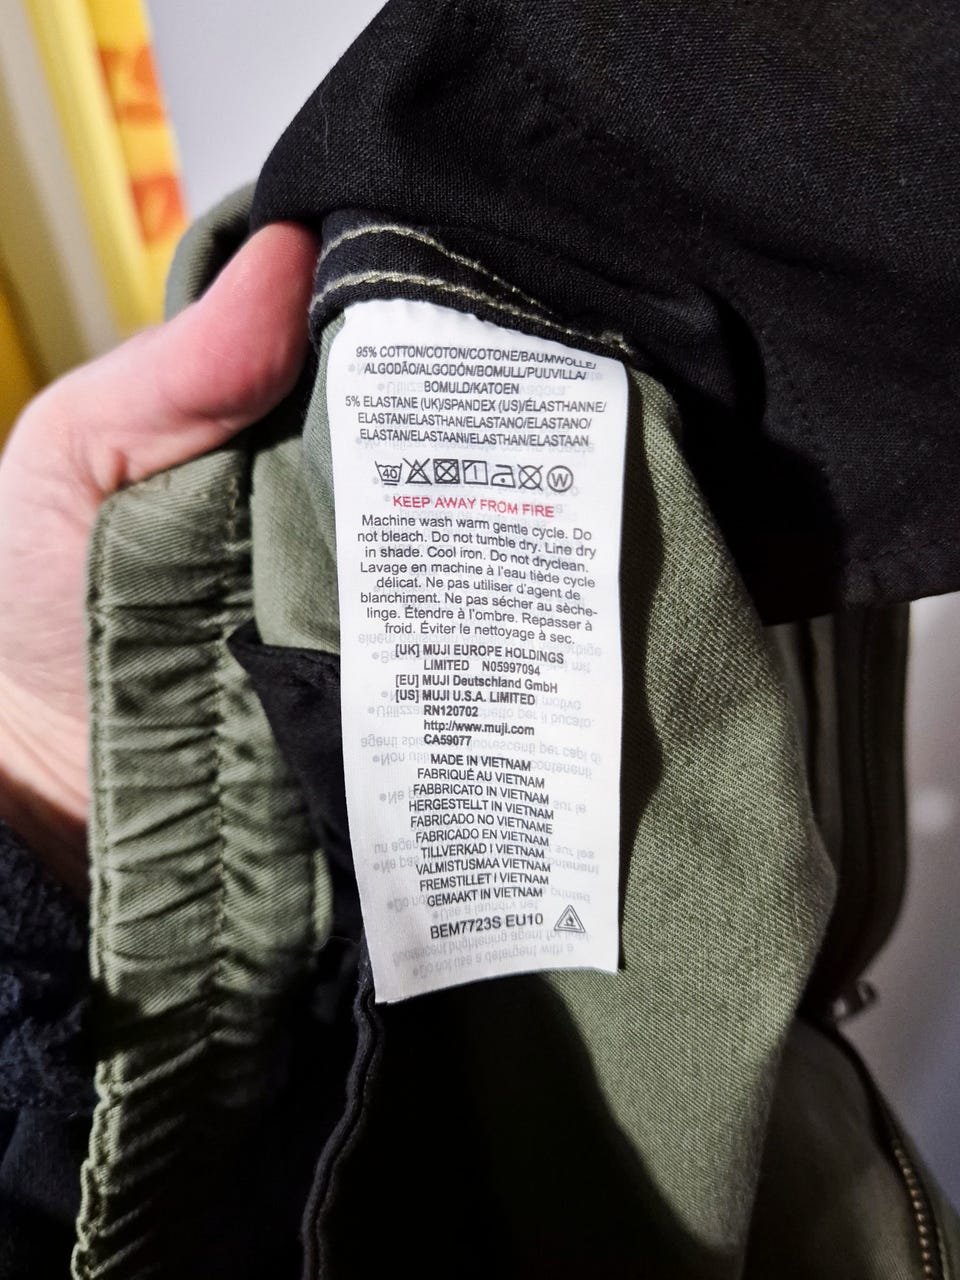 95% COTTON/COTON/COTONE/BAUMWOLLE/
ALGODÃO/ALGODÓN/BOMULL/PUUVILLA/
BOMULD/KATOEN
5% ELASTANE (UK)/SPANDEX (US)/ÉLASTHANNE/
ELASTAN/ELASTHAN/ELASTANO/ELASTANO/
ELASTAN/ELASTAANI/ELASTHAN/ELASTAAN
40 W
KEEP AWAY FROM FIRE
Machine wash warm gentle cycle. Do
not bleach. Do not tumble dry. Line dry
in shade. Cool iron. Do not dryclean.
Lavage en machine à l'eau tiède cycle
délicat. Ne pas utiliser d'agent de
blanchiment. Ne pas sécher au sèche-
linge. Étendre à l'ombre. Repasser à
froid. Éviter le nettoyage à sec.
[UK] MUJI EUROPE HOLDINGS
LIMITED N05997094
[EU] MUJI Deutschland GmbH
[US] MUJI U.S.A. LIMITED
RN120702
http://www.muji.com
CA59077
MADE IN VIETNAM
FABRIQUÉ AU VIETNAM
FABBRICATO IN VIETNAM
HERGESTELLT IN VIETNAM
FABRICADO NO VIETNAME
FABRICADO EN VIETNAM
TILLVERKAD I VIETNAM
VALMISTUSMAA VIETNAM
FREMSTILLET I VIETNAM
GEMAAKT IN VIETNAM
BEM7723S EU10